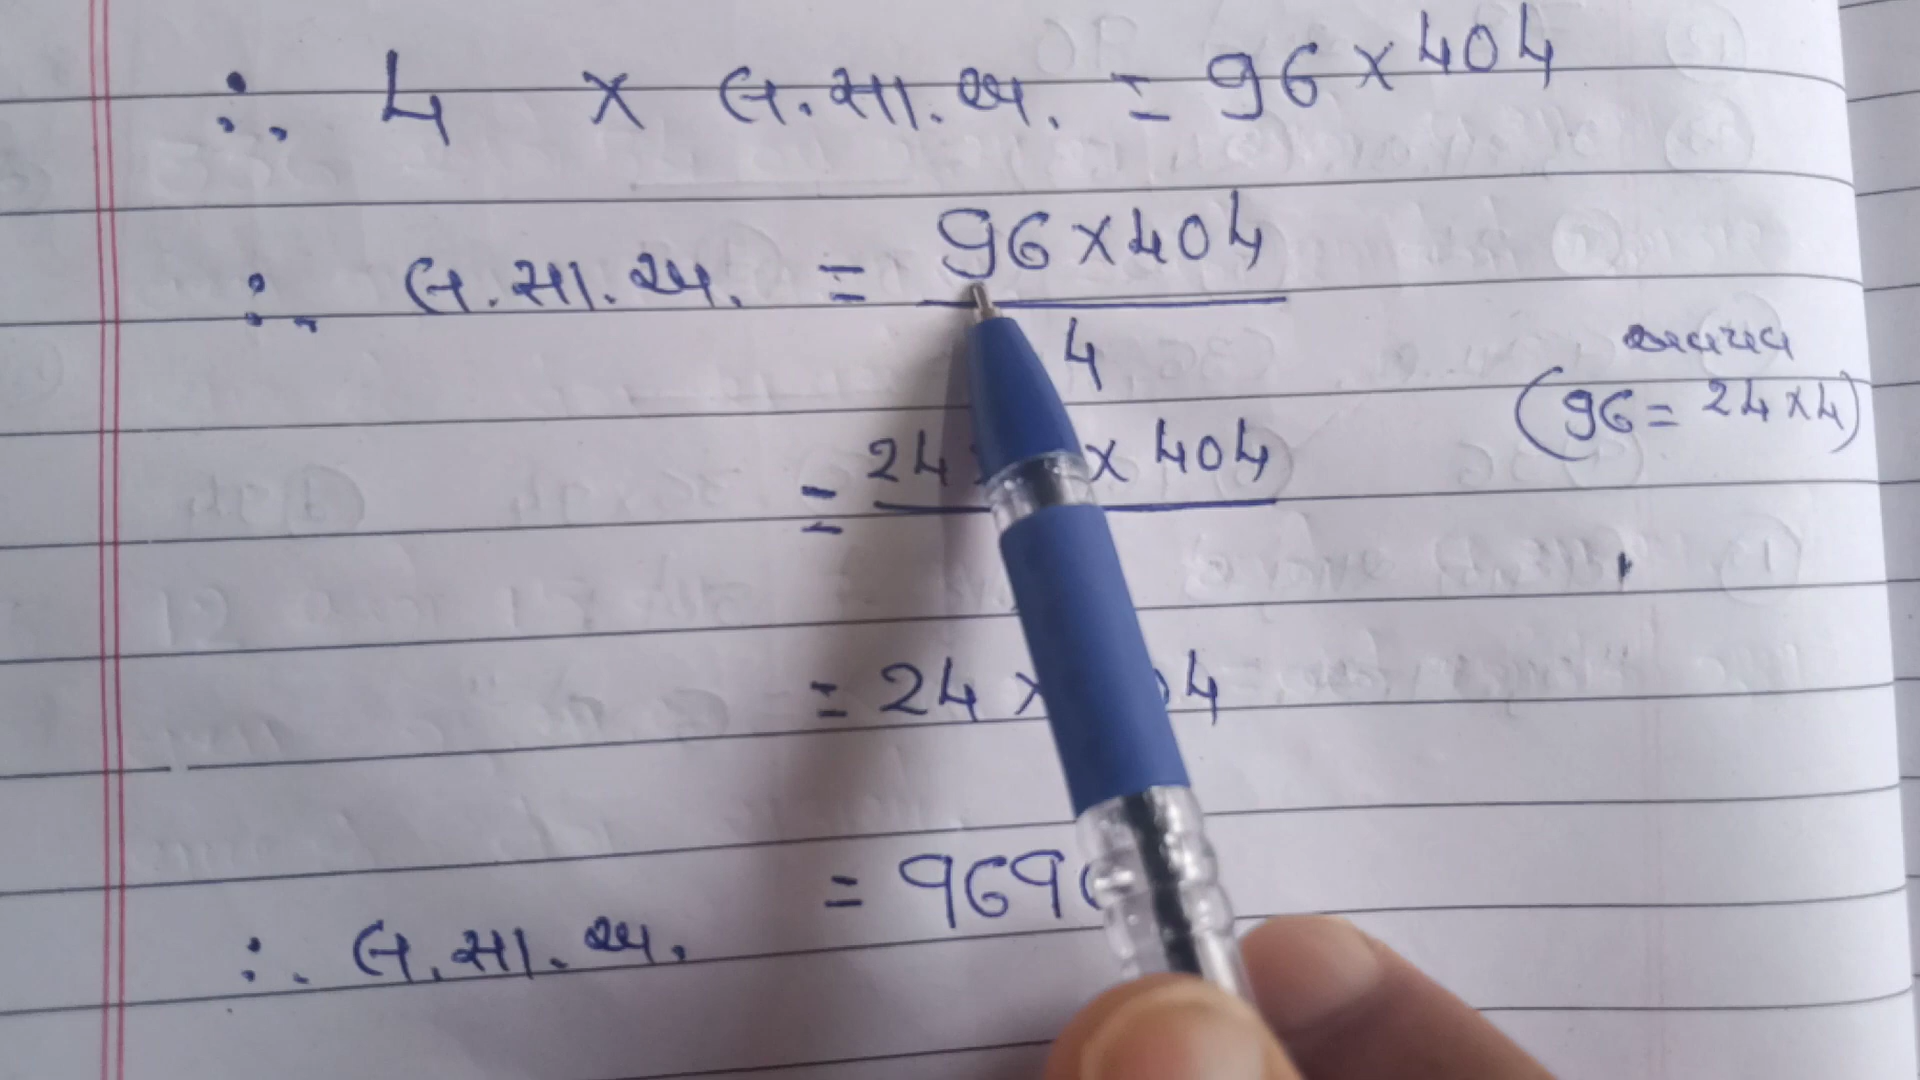 ∴ 4 × લ.સા.અ. = 96 × 404
∴ લ.સા.અ. = 96 × 404
4
અવયવ
(96 = 24 × 4)
= 24 × 404
= 24 × 4
= 969
∴ લ.સા.અ.